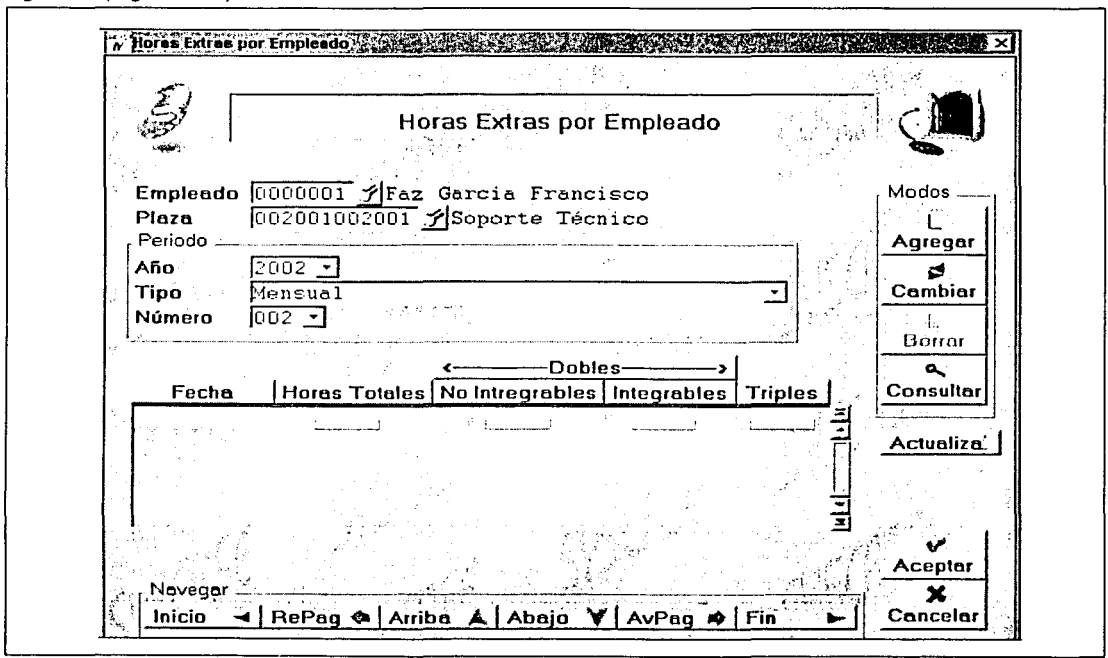 Horas Extras por Empleado
Horas Extras por Empleado
Empleado 0000001 Faz Garcia Francisco
Plaza 002001002001 Soporte Técnico
Periodo
Año 2002
Tipo Mensual
Número 002
Modos
Agregar
Cambiar
Borrar
Consultar
Actualiza
Dobles
Fecha Horas Totales No Intregrables Integrables Triples
Aceptar
Cancelar
Navegar
Inicio RePag Arriba Abajo AvPag Fin